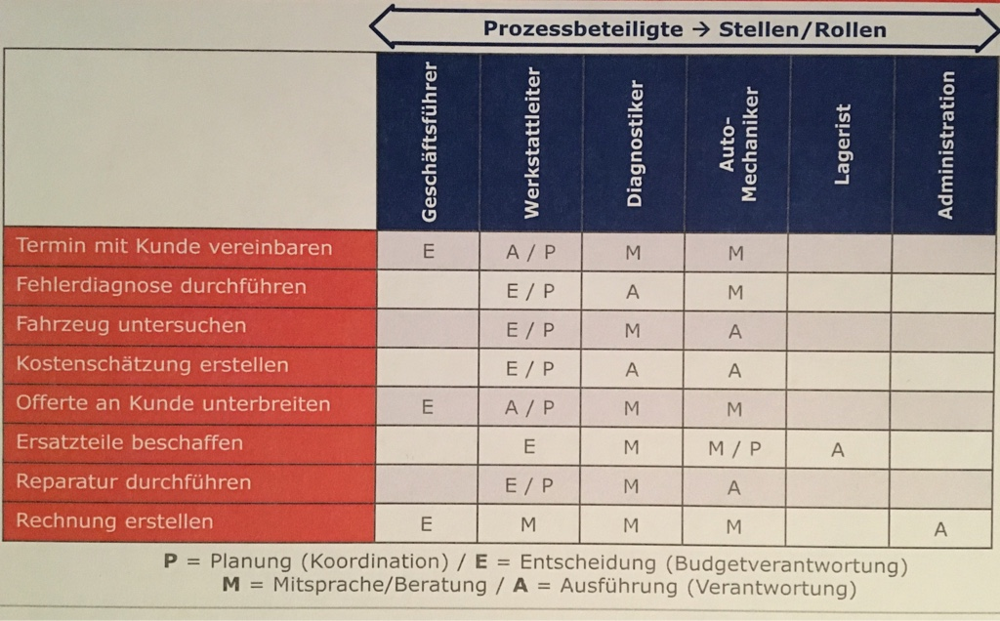 Prozessbeteiligte → Stellen/Rollen
Geschäftsführer
Werkstattleiter
Diagnostiker
Auto-
Mechaniker
Lagerist
Administration
Termin mit Kunde vereinbaren E A / P M M
Fehlerdiagnose durchführen E / P A M
Fahrzeug untersuchen E / P M A
Kostenschätzung erstellen E / P A A
Offerte an Kunde unterbreiten E A / P M M
Ersatzteile beschaffen E M M / P A
Reparatur durchführen E / P M A
Rechnung erstellen E M M M A
P = Planung (Koordination) / E = Entscheidung (Budgetverantwortung)
M = Mitsprache/Beratung / A = Ausführung (Verantwortung)